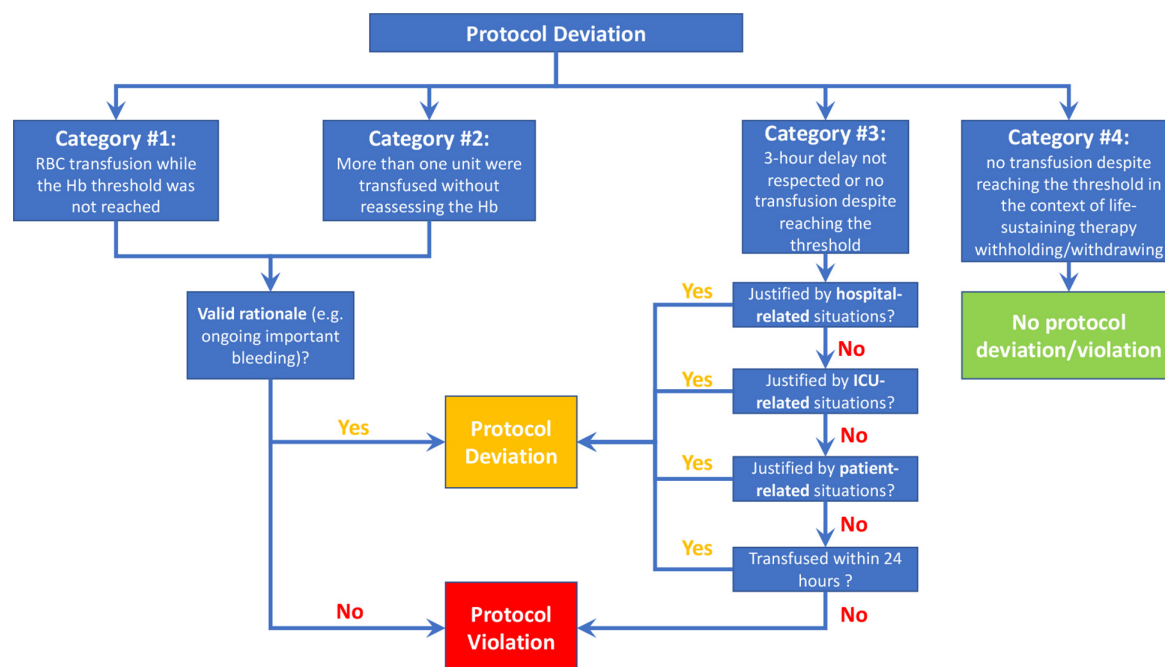 Protocol Deviation
Category #1:
RBC transfusion while
the Hb threshold was
not reached
Category #2:
More than one unit were
transfused without
reassessing the Hb
Category #3:
3-hour delay not
respected or no
transfusion despite
reaching the
threshold
Category #4:
no transfusion despite
reaching the threshold in
the context of life-
sustaining therapy
withholding/withdrawing
Valid rationale (e.g.
ongoing important
bleeding)?
Yes
Justified by hospital-
related situations?
No protocol
deviation/violation
No
Yes
Justified by ICU-
related situations?
Yes
Protocol
Deviation
No
Yes
Justified by patient-
related situations?
No
Yes
Transfused within 24
hours ?
No
Protocol
Violation
No